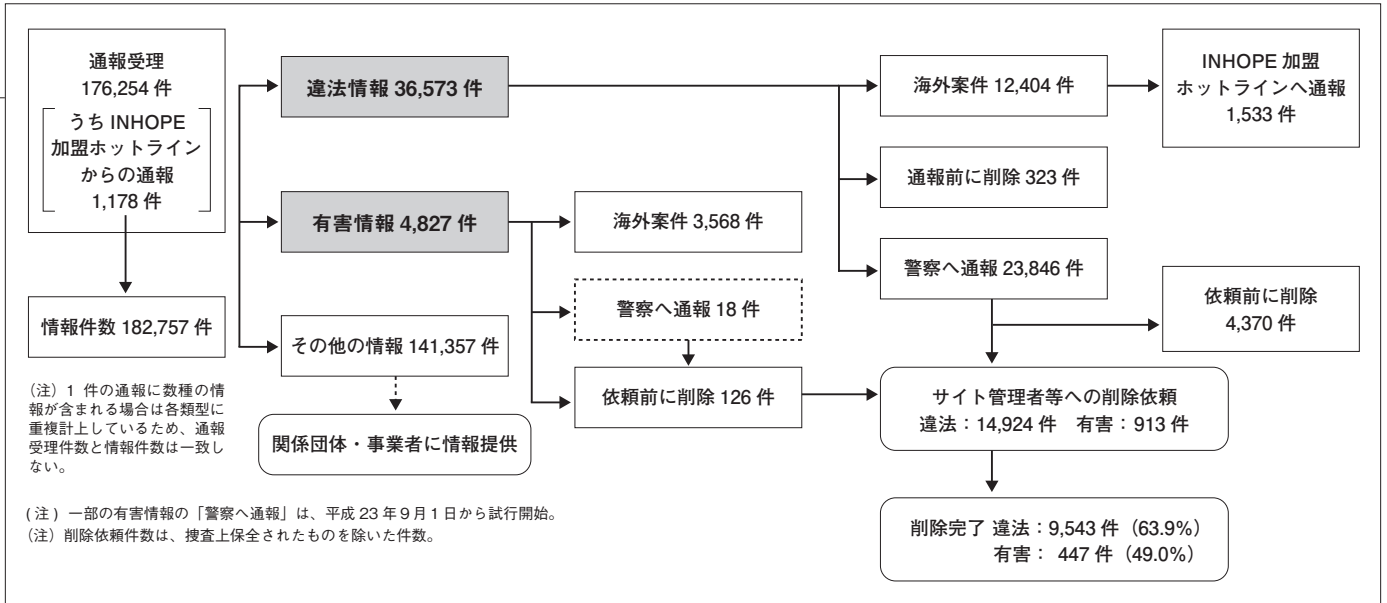 通報受理
176,254 件
うち INHOPE
加盟ホットライン
からの通報
1,178 件
情報件数 182,757 件
（注）1 件の通報に数種の情
報が含まれる場合は各類型に
重複計上しているため、通報
受理件数と情報件数は一致し
ない。
違法情報 36,573 件
有害情報 4,827 件
その他の情報 141,357 件
関係団体・事業者に情報提供
海外案件 3,568 件
警察へ通報 18 件
依頼前に削除 126 件
海外案件 12,404 件
INHOPE 加盟
ホットラインへ通報
1,533 件
通報前に削除 323 件
警察へ通報 23,846 件
依頼前に削除
4,370 件
サイト管理者等への削除依頼
違法：14,924 件　有害：913 件
削除完了 違法：9,543 件（63.9%）
有害： 447 件（49.0%）
( 注 ) 一部の有害情報の「警察へ通報」は、平成 23 年 9 月 1 日から試行開始。
（注）削除依頼件数は、捜査上保全されたものを除いた件数。